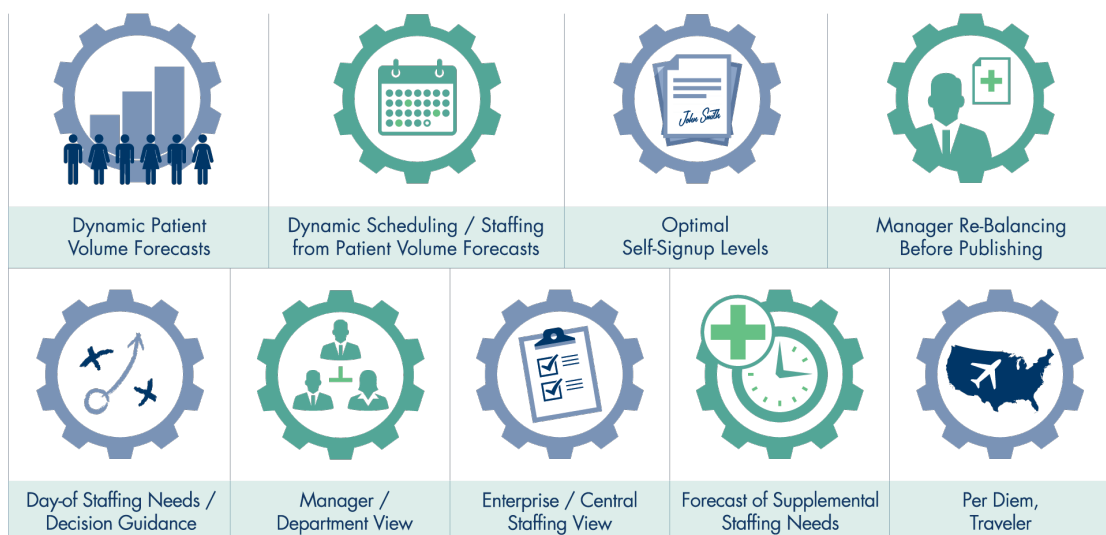 John Smith
Dynamic Patient
Volume Forecasts
Dynamic Scheduling / Staffing
from Patient Volume Forecasts
Optimal
Self-Signup Levels
Manager Re-Balancing
Before Publishing
Day-of Staffing Needs /
Decision Guidance
Manager /
Department View
Enterprise / Central
Staffing View
Forecast of Supplemental
Staffing Needs
Per Diem,
Traveler